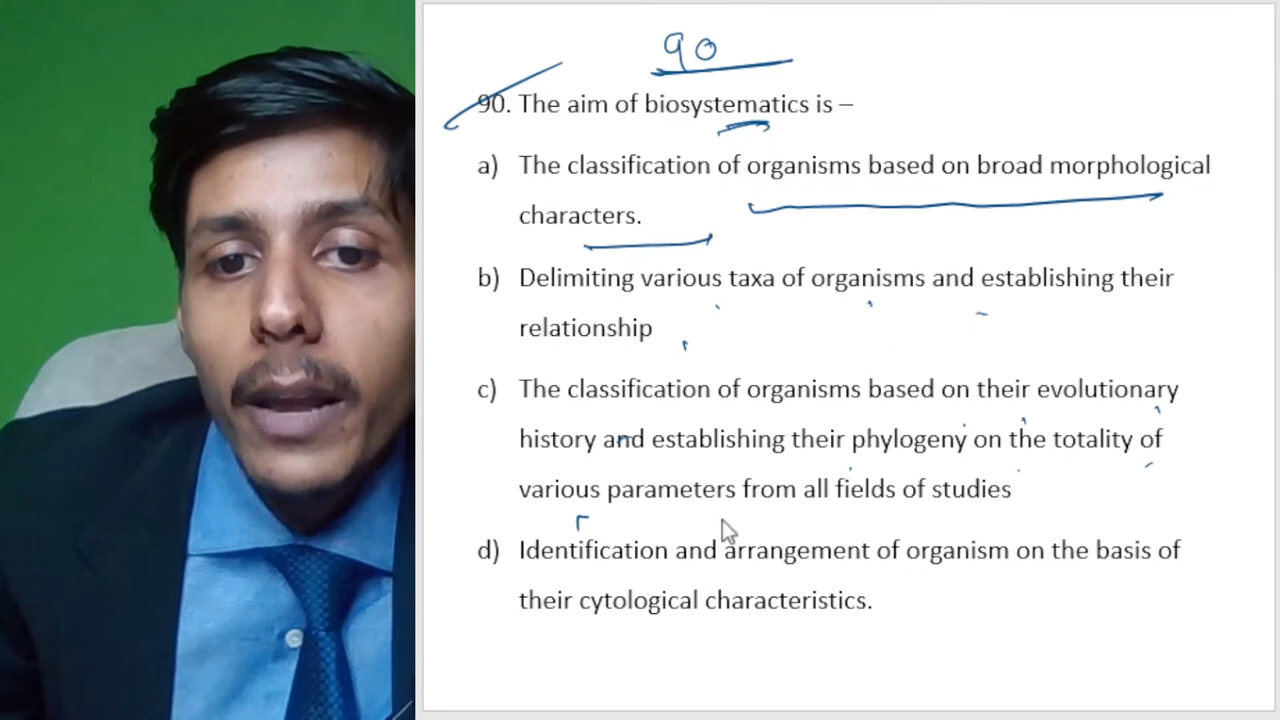 90
90. The aim of biosystematics is –
a) The classification of organisms based on broad morphological
characters.
b) Delimiting various taxa of organisms and establishing their
relationship
c) The classification of organisms based on their evolutionary
history and establishing their phylogeny on the totality of
various parameters from all fields of studies
d) Identification and arrangement of organism on the basis of
their cytological characteristics.